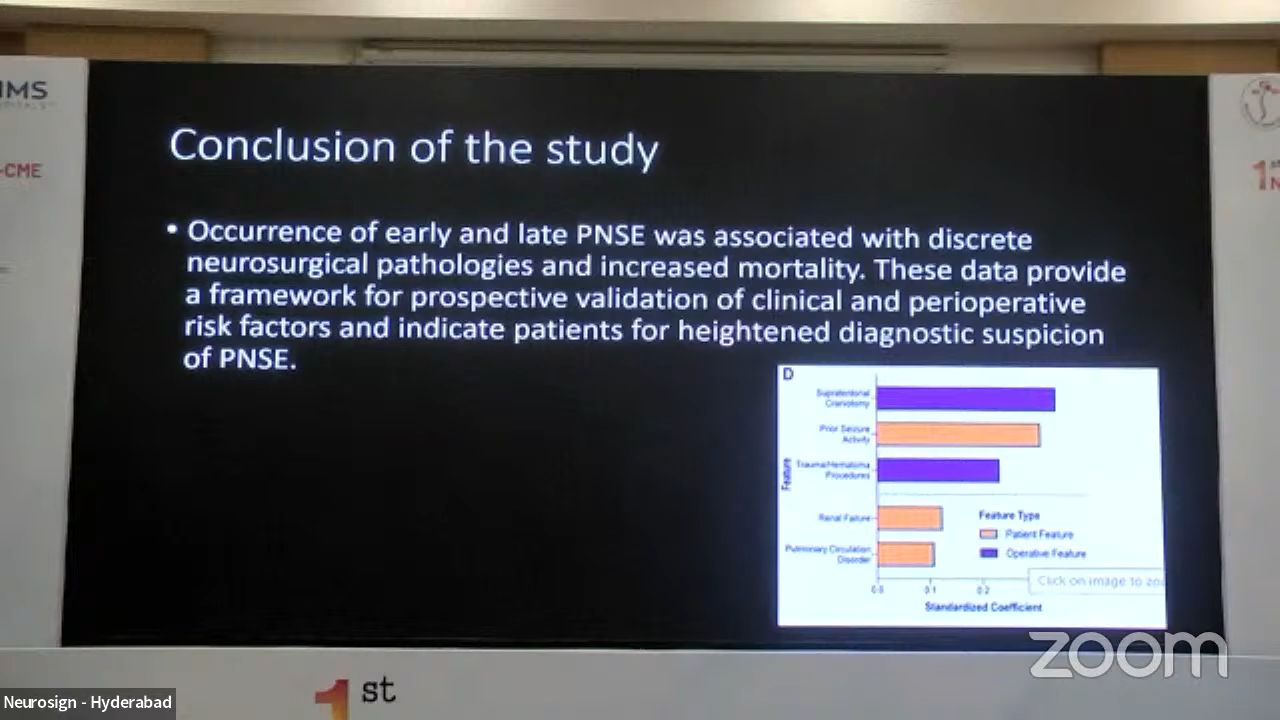 IMS
-CME
1st
N
Conclusion of the study
• Occurrence of early and late PNSE was associated with discrete
neurosurgical pathologies and increased mortality. These data provide
a framework for prospective validation of clinical and perioperative
risk factors and indicate patients for heightened diagnostic suspicion
of PNSE.
D
Supratentorial
Craniotomy
Prior Seizure
Activity
Trauma/Hematoma
Procedures
Feature
Renal Failure
Pulmonary Circulation
Disorder
Feature Type
Patient Feature
Operative Feature
Click on image to zoo
0.0 0.1 0.2
Standardized Coefficient
zoom
1st
Neurosign - Hyderabad